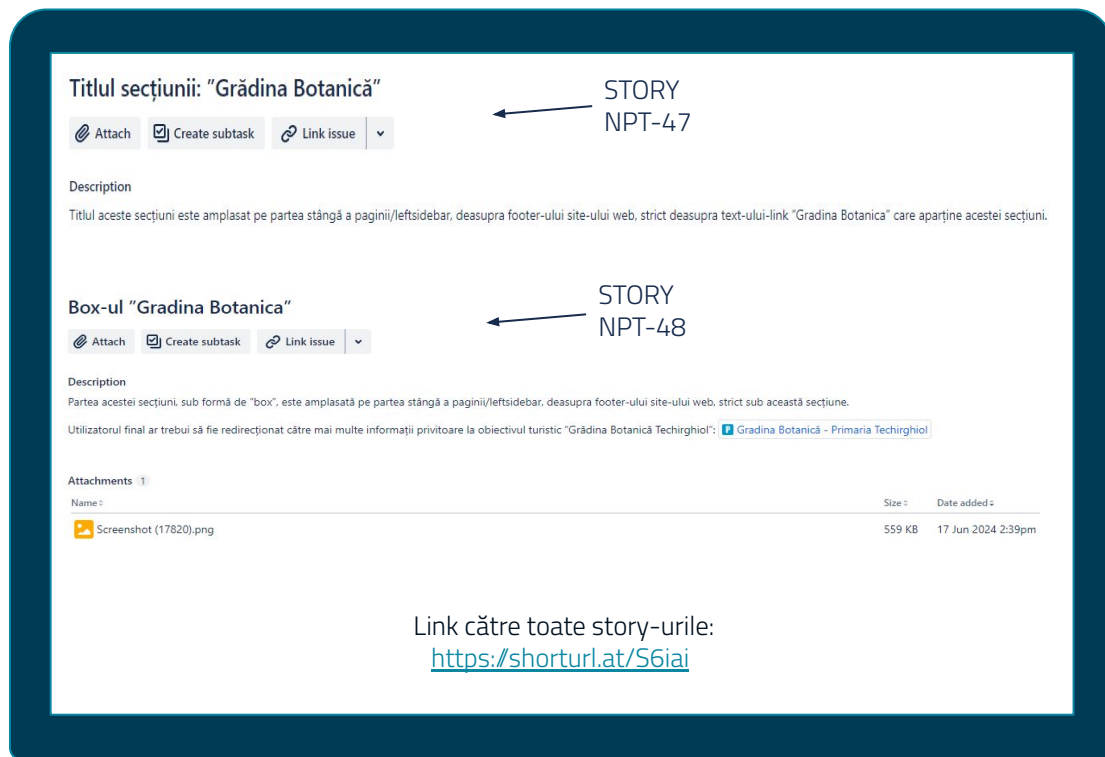 Titlul secțiunii: ”Grădina Botanică”
STORY
NPT-47
Attach Create subtask Link issue
Description
Titlul aceste secțiuni este amplasat pe partea stângă a paginii/leftsidebar, deasupra footer-ului site-ului web, strict deasupra text-ului-link ”Gradina Botanica” care aparține acestei secțiuni.
Box-ul ”Gradina Botanica”
STORY
NPT-48
Attach Create subtask Link issue
Description
Partea acestei secțiuni, sub formă de ”box”, este amplasată pe partea stângă a paginii/leftsidebar, deasupra footer-ului site-ului web, strict sub această secțiune.
Utilizatorul final ar trebui să fie redirecționat către mai multe informații privitoare la obiectivul turistic ”Grădina Botanică Techirghiol”: Gradina Botanică - Primaria Techirghiol
Attachments 1
Name Size Date added
Screenshot (17820).png 559 KB 17 Jun 2024 2:39pm
Link către toate story-urile:
https://shorturl.at/S6iai